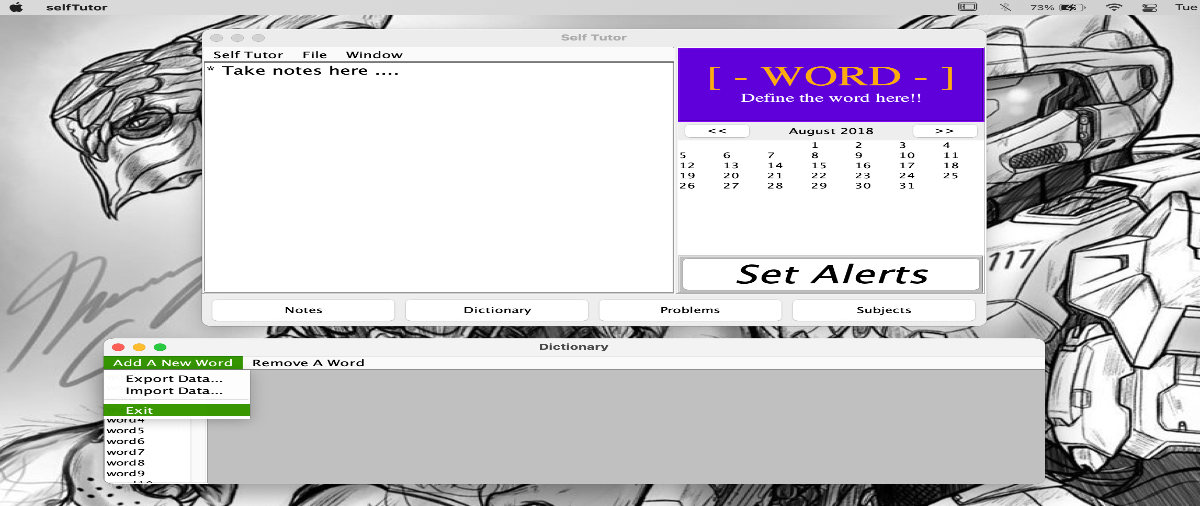 selfTutor 73% Tue
Self Tutor
Self Tutor File Window
* Take notes here ....
[ - WORD - ]
Define the word here!!
<< August 2018 >>
1 2 3 4
5 6 7 8 9 10 11
12 13 14 15 16 17 18
19 20 21 22 23 24 25
26 27 28 29 30 31
Set Alerts
117
Notes Dictionary Problems Subjects
Dictionary
Add A New Word Remove A Word
Export Data...
Import Data...
Exit
word4
word5
word6
word7
word8
word9